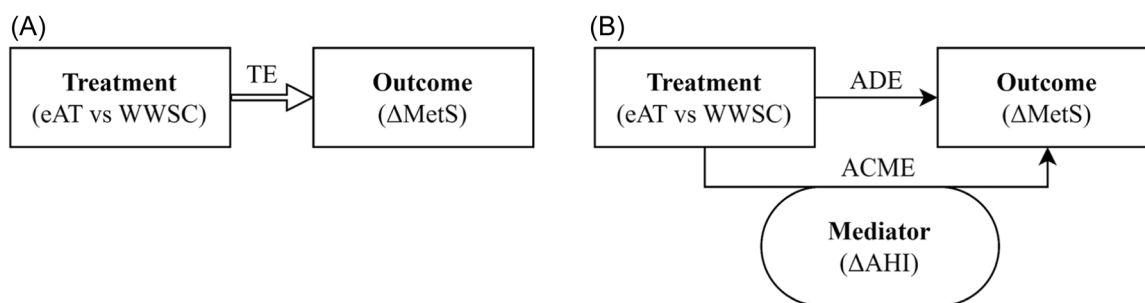 (A)
Treatment
(eAT vs WWSC)
TE
Outcome
(ΔMetS)
(B)
Treatment
(eAT vs WWSC)
ADE
Outcome
(ΔMetS)
ACME
Mediator
(ΔAHI)